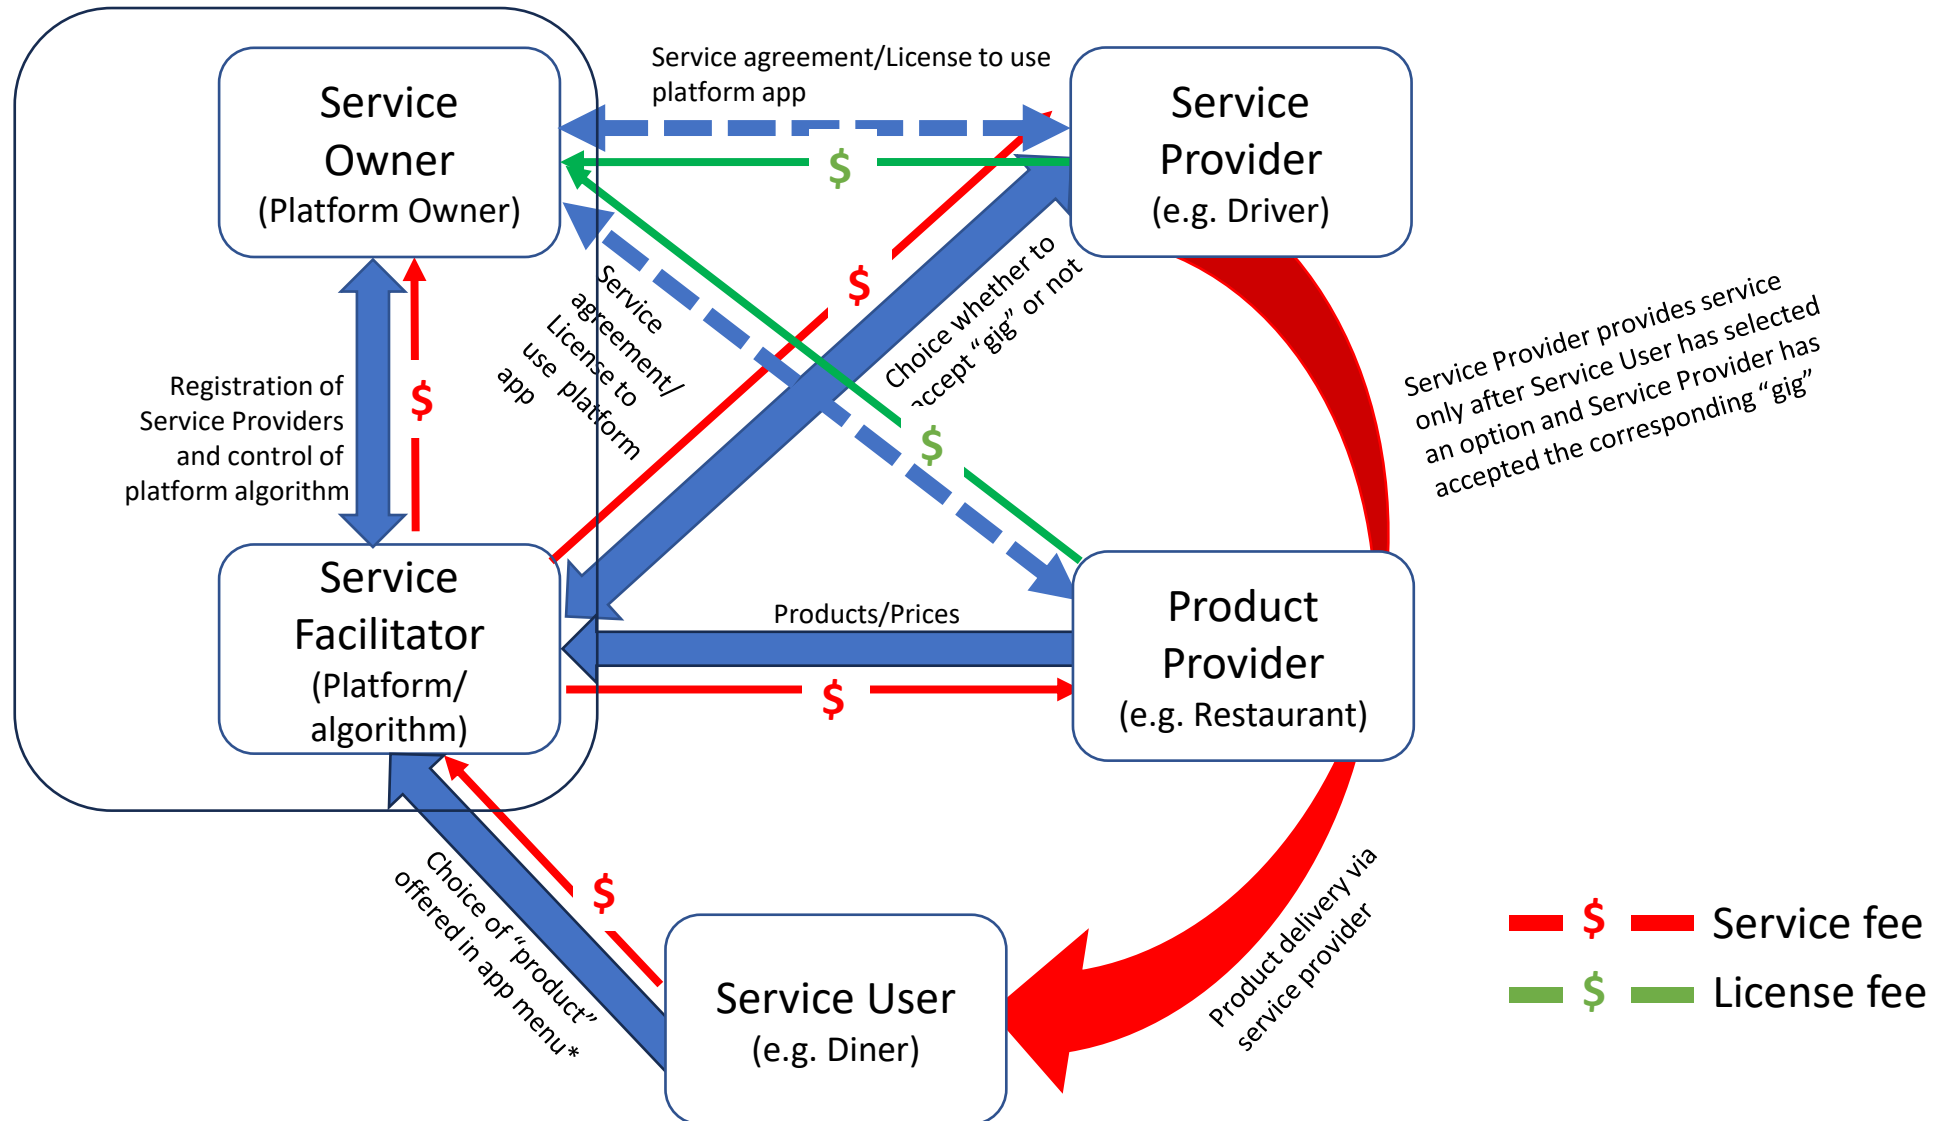 Service agreement/License to use
platform app
Service
Owner
(Platform Owner)
Service
Provider
(e.g. Driver)
$
$
Service
agreement/
License to
use platform
app
Choice whether to
accept “gig” or not
Service Provider provides service
only after Service User has selected
an option and Service Provider has
accepted the corresponding “gig”
Registration of
Service Providers
and control of
platform algorithm
$
$
Service
Facilitator
(Platform/
algorithm)
Products/Prices
$
Product
Provider
(e.g. Restaurant)
Choice of “product”
offered in app menu*
$
Service User
(e.g. Diner)
Product delivery via
service provider
$ Service fee
$ License fee